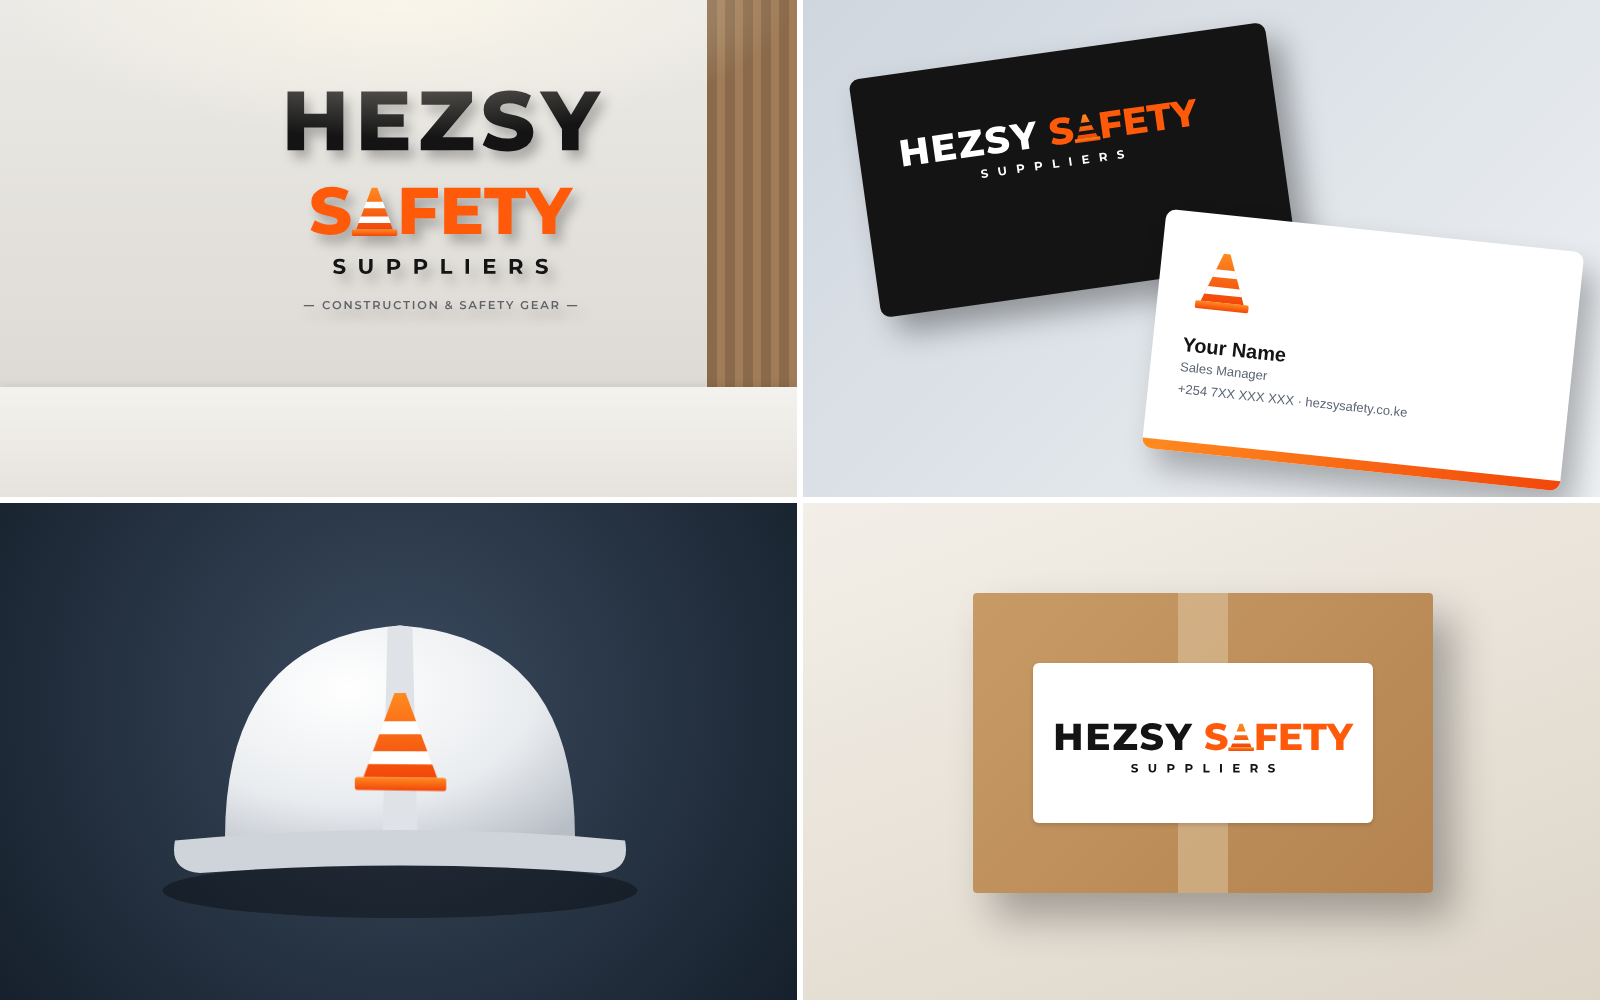 HEZSY
SAFETY
SUPPLIERS
— CONSTRUCTION & SAFETY GEAR —
HEZSY SAFETY
SUPPLIERS
Your Name
Sales Manager
+254 7XX XXX XXX · hezsysafety.co.ke
HEZSY SAFETY
SUPPLIERS